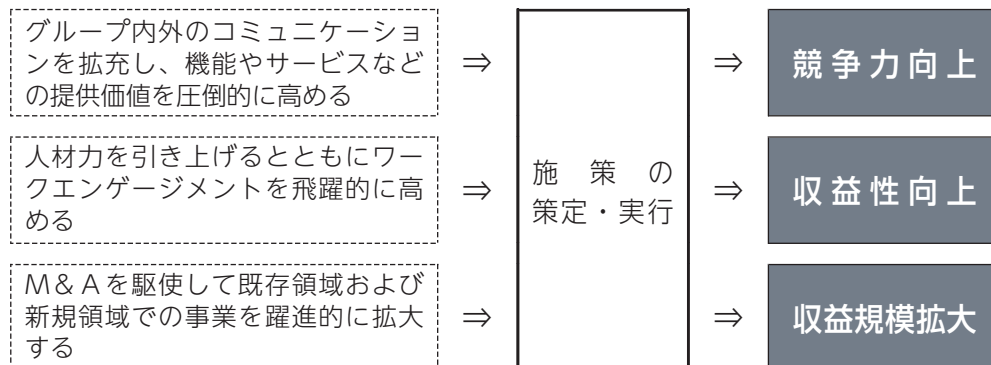 グループ内外のコミュニケーショ
ンを拡充し、機能やサービスなど
の提供価値を圧倒的に高める
⇒
⇒
競争力向上
人材力を引き上げるとともにワー
クエンゲージメントを飛躍的に高
める
⇒
施策の
策定・実行
⇒
収益性向上
M&Aを駆使して既存領域および
新規領域での事業を躍進的に拡大
する
⇒
⇒
収益規模拡大